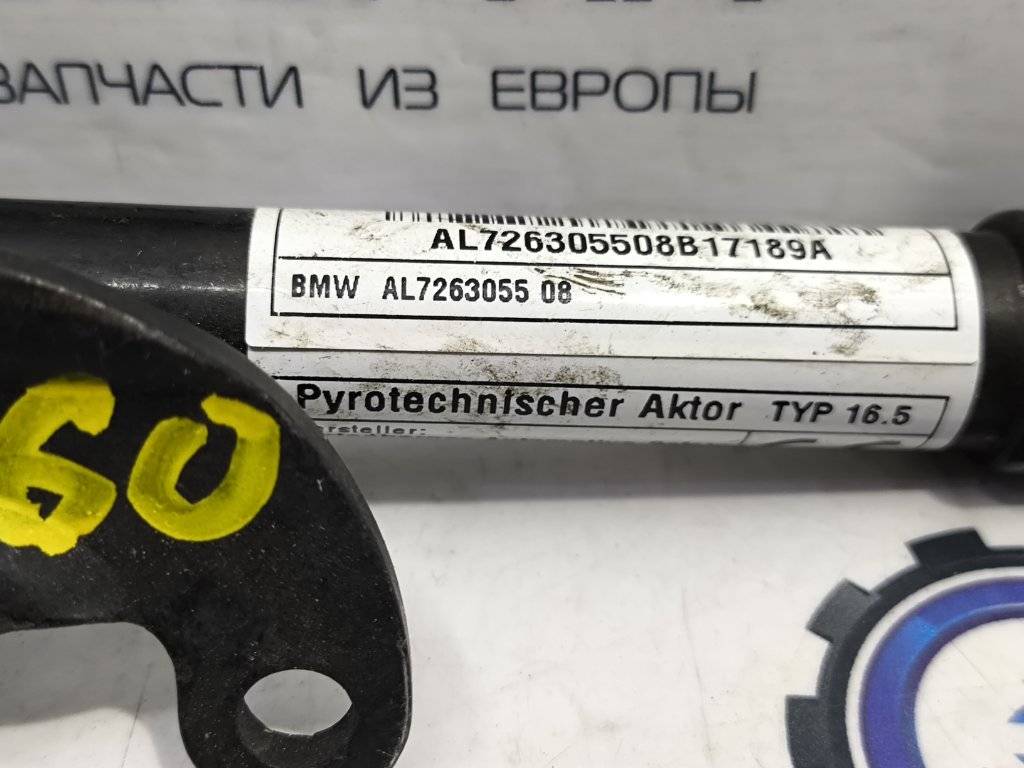 ЗАПЧАСТИ ИЗ ЕВРОПЫ
AL726305508B17189A
BMW AL7263055 08
Pyrotechnischer Aktor TYP 16.5
60